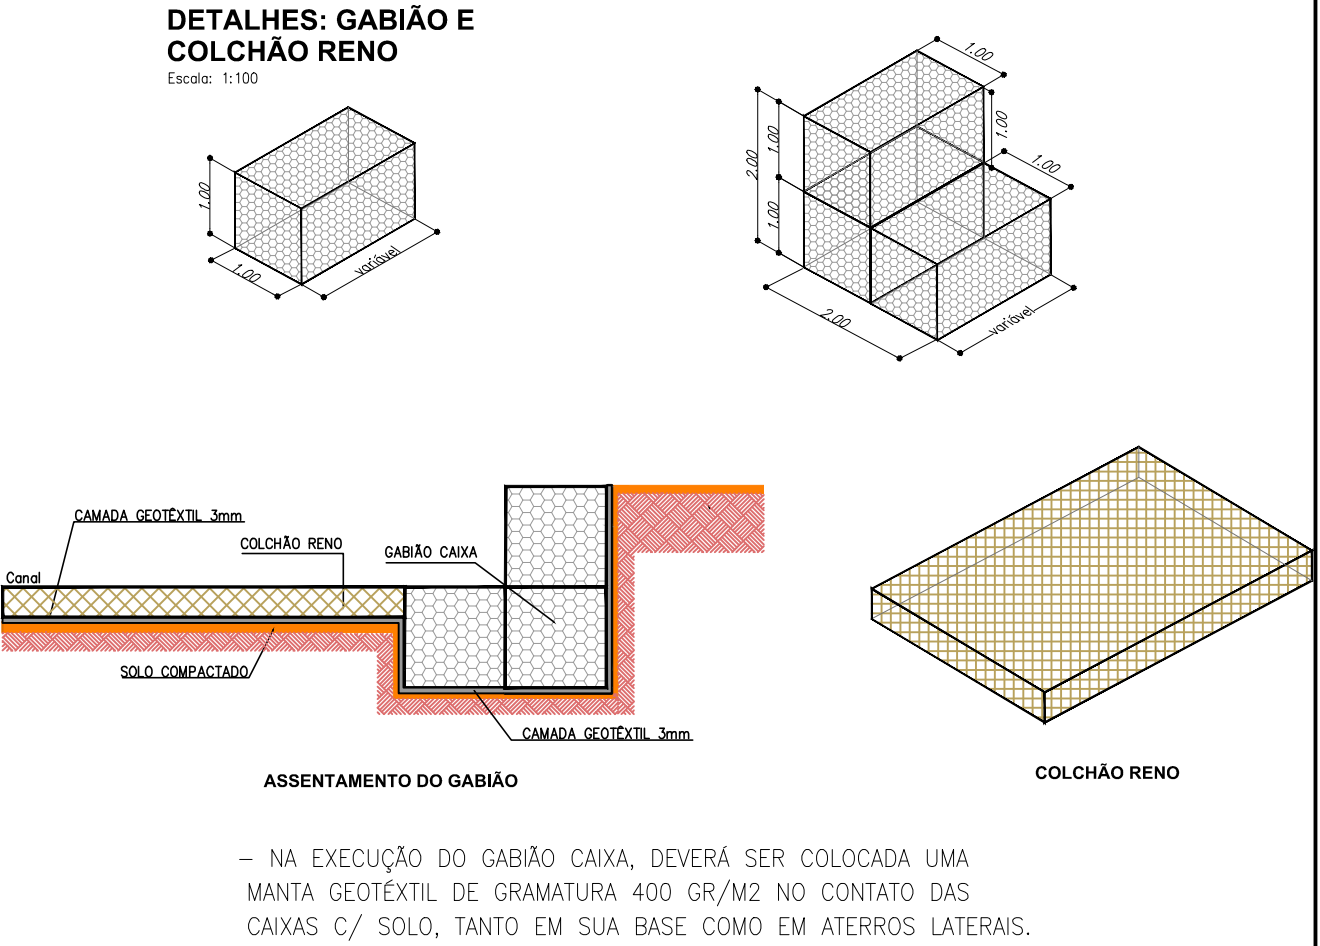 DETALHES: GABIÃO E
COLCHÃO RENO
Escala: 1:100
1.00
1.00
variável
1.00
1.00
2.00
1.00
1.00
1.00
2.00
variável
CAMADA GEOTÊXTIL 3mm
COLCHÃO RENO
GABIÃO CAIXA
Canal
SOLO COMPACTADO
CAMADA GEOTÊXTIL 3mm
ASSENTAMENTO DO GABIÃO
COLCHÃO RENO
– NA EXECUÇÃO DO GABIÃO CAIXA, DEVERÁ SER COLOCADA UMA
MANTA GEOTÉXTIL DE GRAMATURA 400 GR/M2 NO CONTATO DAS
CAIXAS C/ SOLO, TANTO EM SUA BASE COMO EM ATERROS LATERAIS.